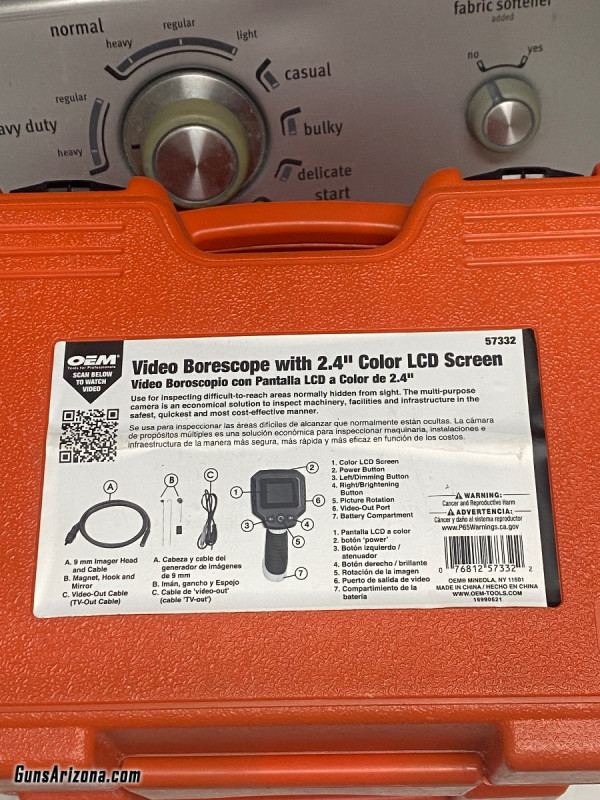 normal
regular
heavy
light
fabric softener
added
no
yes
casual
regular
avy duty
bulky
heavy
delicate
start
57332
OEM
Tools for Professionals
SCAN BELOW
TO WATCH
VIDEO
Video Borescope with 2.4" Color LCD Screen
Vídeo Boroscopio con Pantalla LCD a Color de 2.4"
Use for inspecting difficult-to-reach areas normally hidden from sight. The multi-purpose
camera is an economical solution to inspect machinery, facilities and infrastructure in the
safest, quickest and most cost-effective manner.
Se usa para inspeccionar las áreas difíciles de alcanzar que normalmente están ocultas. La cámara
de propósitos múltiples es una solución económica para inspeccionar maquinaria, instalaciones e
infraestructura de la manera más segura, más rápida y más eficaz en función de los costos.
A
B
C
1
2
3
4
5
6
7
A. 9 mm Imager Head
and Cable
B. Magnet, Hook and
Mirror
C. Video-Out Cable
(TV-Out Cable)
A. Cabeza y cable del
generador de imágenes
de 9 mm
B. Imán, gancho y Espejo
C. Cable de 'video-out'
(cable 'TV-out')
1. Color LCD Screen
2. Power Button
3. Left/Dimming Button
4. Right/Brightening
Button
5. Picture Rotation
6. Video-Out Port
7. Battery Compartment
1. Pantalla LCD a color
2. botón 'power'
3. Botón izquierdo /
atenuador
4. Botón derecho / brillante
5. Rotación de la imagen
6. Puerto de salida de video
7. Compartimiento de la
batería
WARNING:
Cancer and Reproductive Harm
ADVERTENCIA:
Cáncer y daño al sistema reproductor
www.P65Warnings.ca.gov
0 76812 57332 2
OEM® MINEOLA, NY 11501
MADE IN CHINA / HECHO EN CHINA
WWW.OEM-TOOLS.COM
16990621
GunsArizona.com